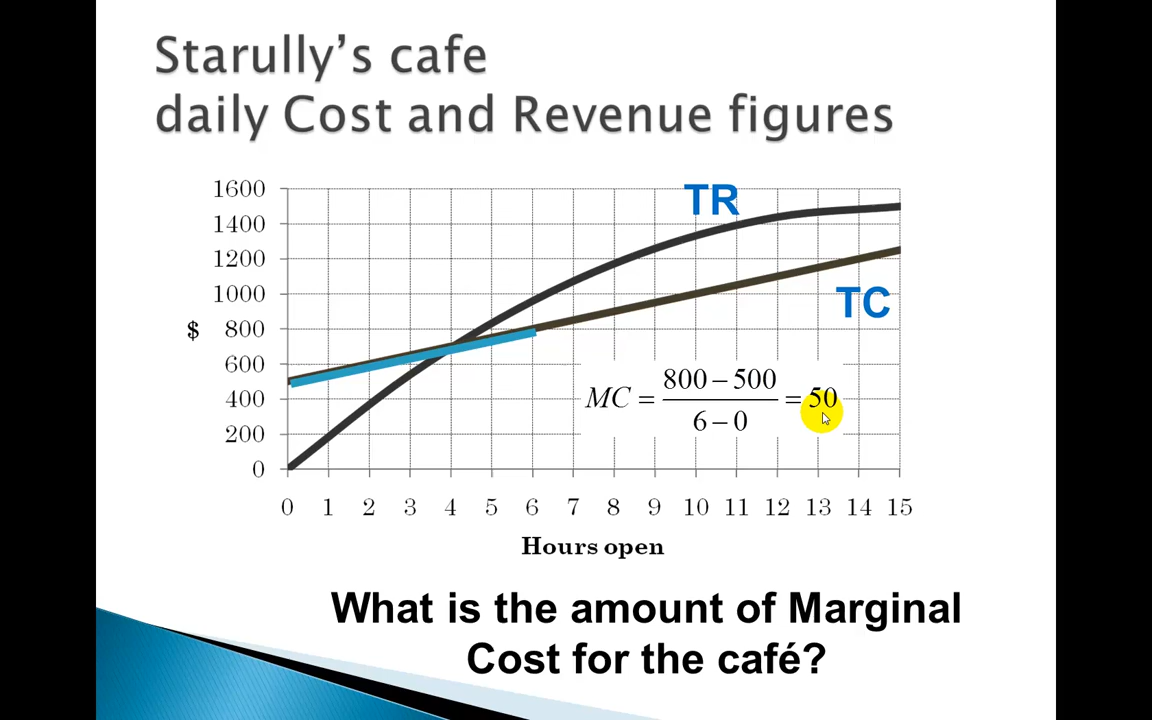 Starully’s cafe
daily Cost and Revenue figures
1600
1400
1200
1000
$ 800
600
400
200
0
TR
TC
MC = 800 – 500 / 6 – 0 = 50
0 1 2 3 4 5 6 7 8 9 10 11 12 13 14 15
Hours open
What is the amount of Marginal
Cost for the café?